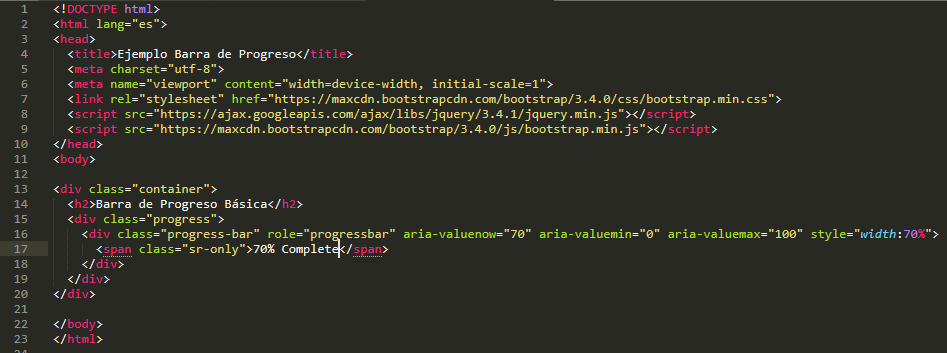 1 <!DOCTYPE html>
2 <html lang="es">
3 <head>
4 <title>Ejemplo Barra de Progreso</title>
5 <meta charset="utf-8">
6 <meta name="viewport" content="width=device-width, initial-scale=1">
7 <link rel="stylesheet" href="https://maxcdn.bootstrapcdn.com/bootstrap/3.4.0/css/bootstrap.min.css">
8 <script src="https://ajax.googleapis.com/ajax/libs/jquery/3.4.1/jquery.min.js"></script>
9 <script src="https://maxcdn.bootstrapcdn.com/bootstrap/3.4.0/js/bootstrap.min.js"></script>
10 </head>
11 <body>
12
13 <div class="container">
14 <h2>Barra de Progreso Básica</h2>
15 <div class="progress">
16 <div class="progress-bar" role="progressbar" aria-valuenow="70" aria-valuemin="0" aria-valuemax="100" style="width:70%">
17 <span class="sr-only">70% Complete</span>
18 </div>
19 </div>
20 </div>
21
22 </body>
23 </html>
24